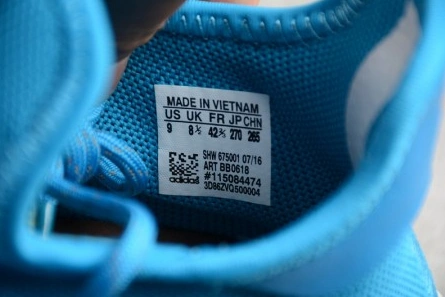 MADE IN VIETNAM
US UK FR JP CHN
9 8½ 42⅔ 270 265
SHW 675001 07/16
ART BB0618
#115084474
adidas 3D86ZVQS00004